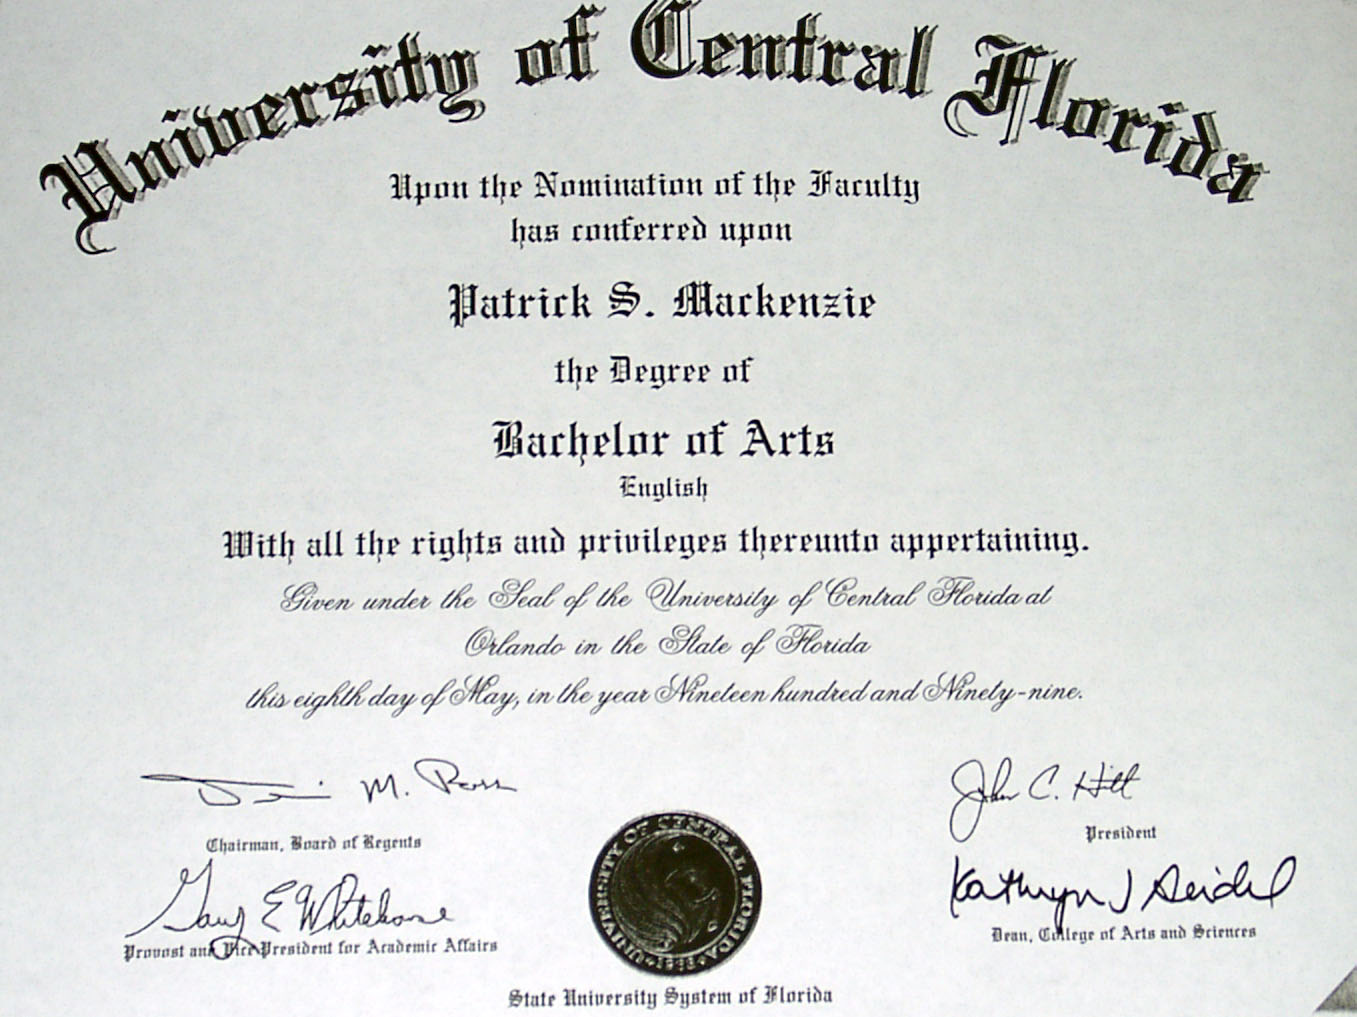 University of Central Florida
Upon the Nomination of the Faculty
has conferred upon
Patrick S. Mackenzie
the Degree of
Bachelor of Arts
English
With all the rights and privileges thereunto appertaining.
Given under the Seal of the University of Central Florida at
Orlando in the State of Florida
this eighth day of May, in the year Nineteen hundred and Ninety-nine.
M. Ross
Chairman, Board of Regents
John C. Hitt
President
Gary E Whitehouse
Provost and Vice President for Academic Affairs
Kathryn J Seidel
Dean, College of Arts and Sciences
UNIVERSITY OF CENTRAL FLORIDA
State University System of Florida